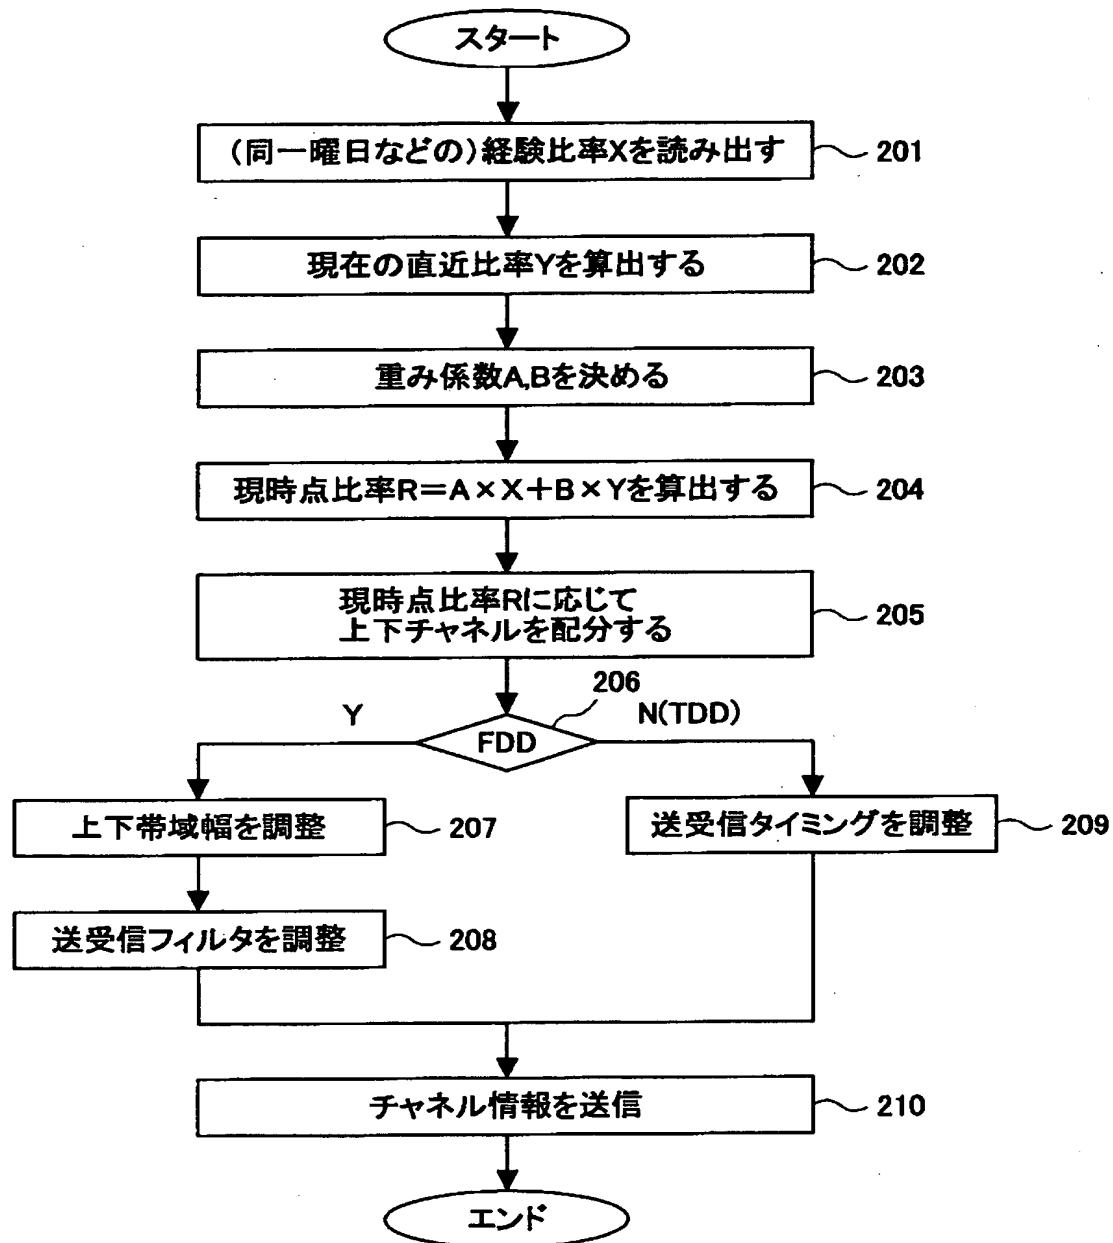 スタート
(同一曜日などの)経験比率Xを読み出す
201
現在の直近比率Yを算出する
202
重み係数A,Bを決める
203
現時点比率R=A×X+B×Yを算出する
204
現時点比率Rに応じて
上下チャネルを配分する
205
206
Y
FDD
N(TDD)
上下帯域幅を調整
207
送受信タイミングを調整
209
送受信フィルタを調整
208
チャネル情報を送信
210
エンド